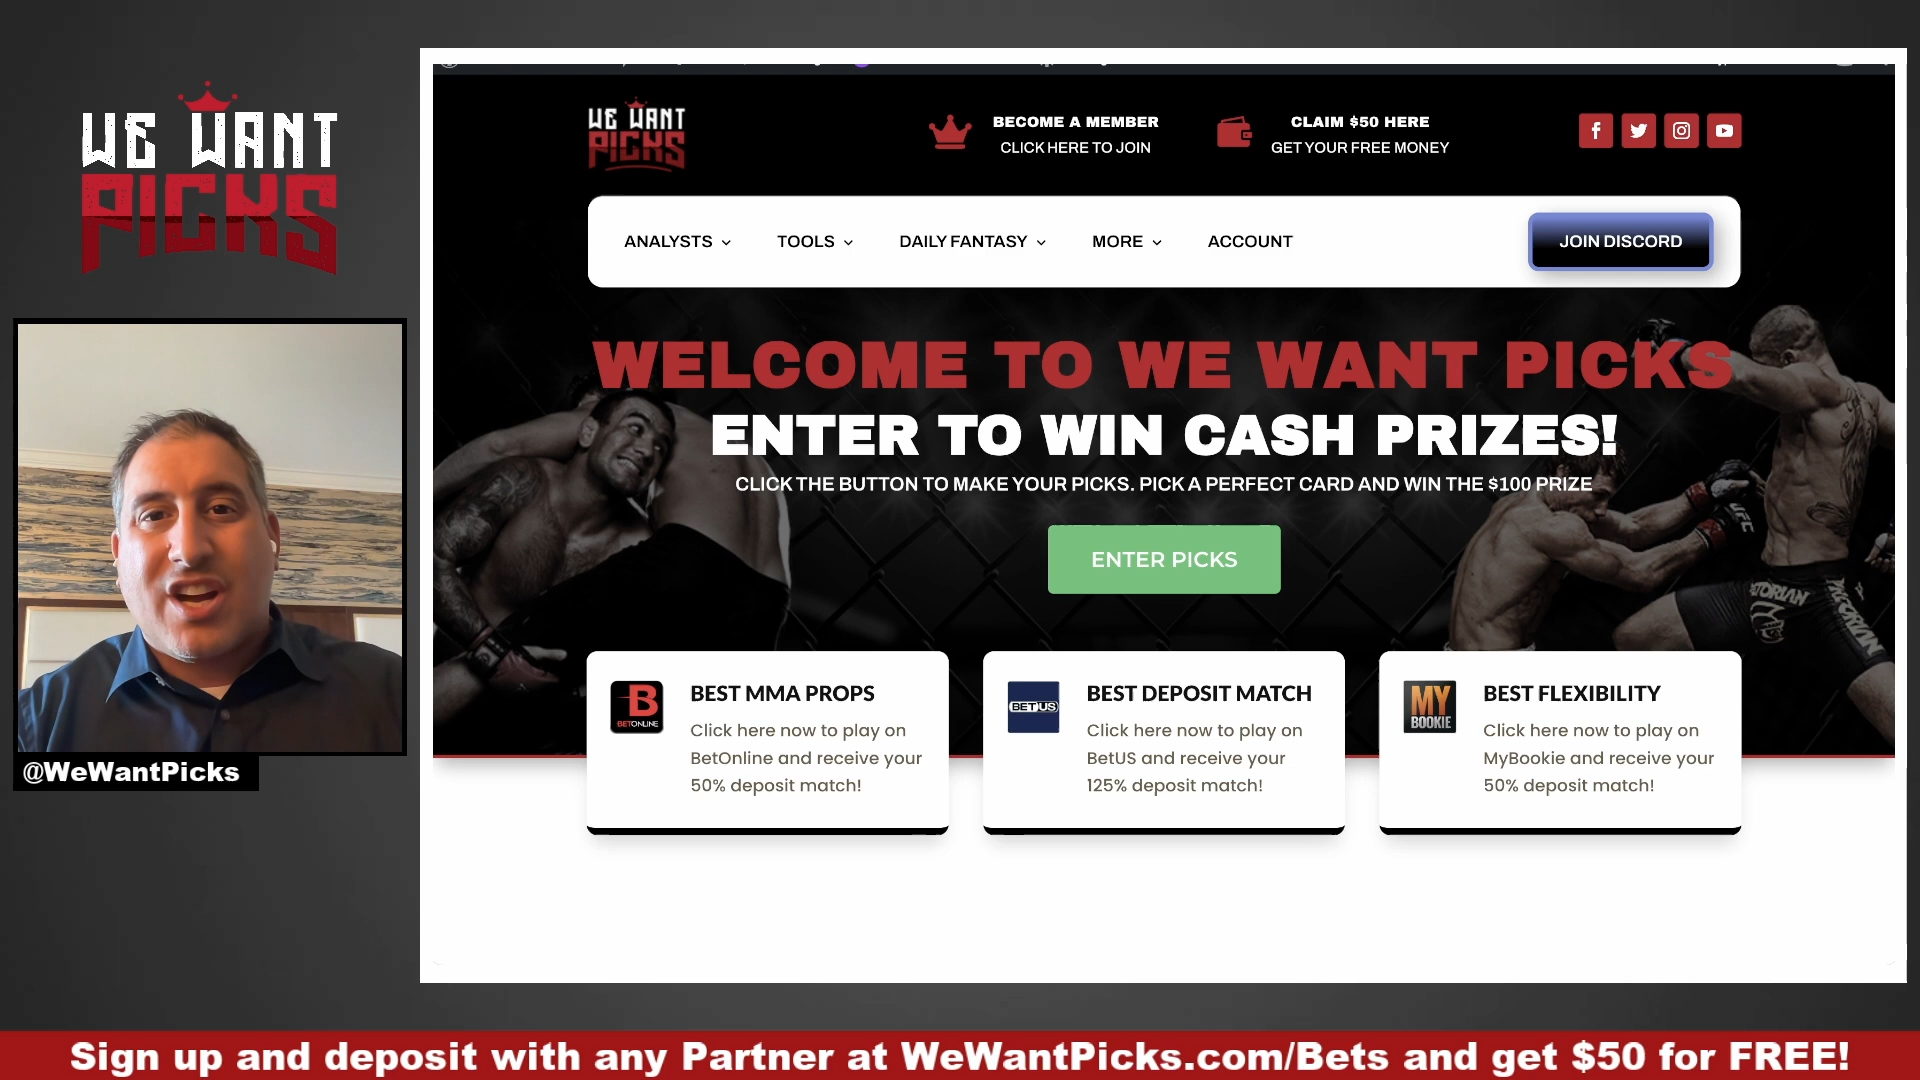 WE WANT
PICKS
@WeWantPicks
WE WANT
PICKS
BECOME A MEMBER
CLICK HERE TO JOIN
CLAIM $50 HERE
GET YOUR FREE MONEY
ANALYSTS
TOOLS
DAILY FANTASY
MORE
ACCOUNT
JOIN DISCORD
WELCOME TO WE WANT PICKS
ENTER TO WIN CASH PRIZES!
CLICK THE BUTTON TO MAKE YOUR PICKS. PICK A PERFECT CARD AND WIN THE $100 PRIZE
ENTER PICKS
UFC
B
BETONLINE
BEST MMA PROPS
Click here now to play on
BetOnline and receive your
50% deposit match!
BETUS
BEST DEPOSIT MATCH
Click here now to play on
BetUS and receive your
125% deposit match!
MY
BOOKIE
BEST FLEXIBILITY
Click here now to play on
MyBookie and receive your
50% deposit match!
Sign up and deposit with any Partner at WeWantPicks.com/Bets and get $50 for FREE!